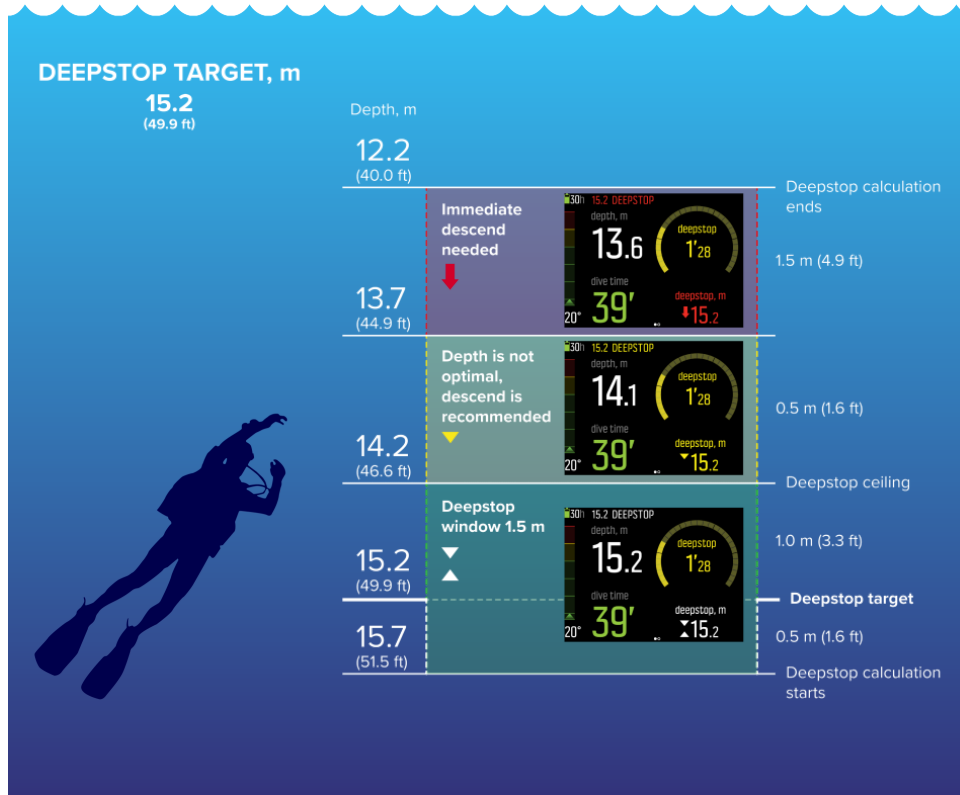 DEEPSTOP TARGET, m
15.2
(49.9 ft)
Depth, m
12.2
(40.0 ft)
Deepstop calculation
ends
Immediate
descend
needed
30h 15.2 DEEPSTOP
depth, m
13.6
deepstop
1'28
dive time
39'
deepstop, m
15.2
20°
1.5 m (4.9 ft)
13.7
(44.9 ft)
Depth is not
optimal,
descend is
recommended
30h 15.2 DEEPSTOP
depth, m
14.1
deepstop
1'28
dive time
39'
deepstop, m
15.2
20°
0.5 m (1.6 ft)
14.2
(46.6 ft)
Deepstop ceiling
Deepstop
window 1.5 m
30h 15.2 DEEPSTOP
depth, m
15.2
deepstop
1'28
dive time
39'
deepstop, m
15.2
20°
1.0 m (3.3 ft)
15.2
(49.9 ft)
Deepstop target
0.5 m (1.6 ft)
15.7
(51.5 ft)
Deepstop calculation
starts